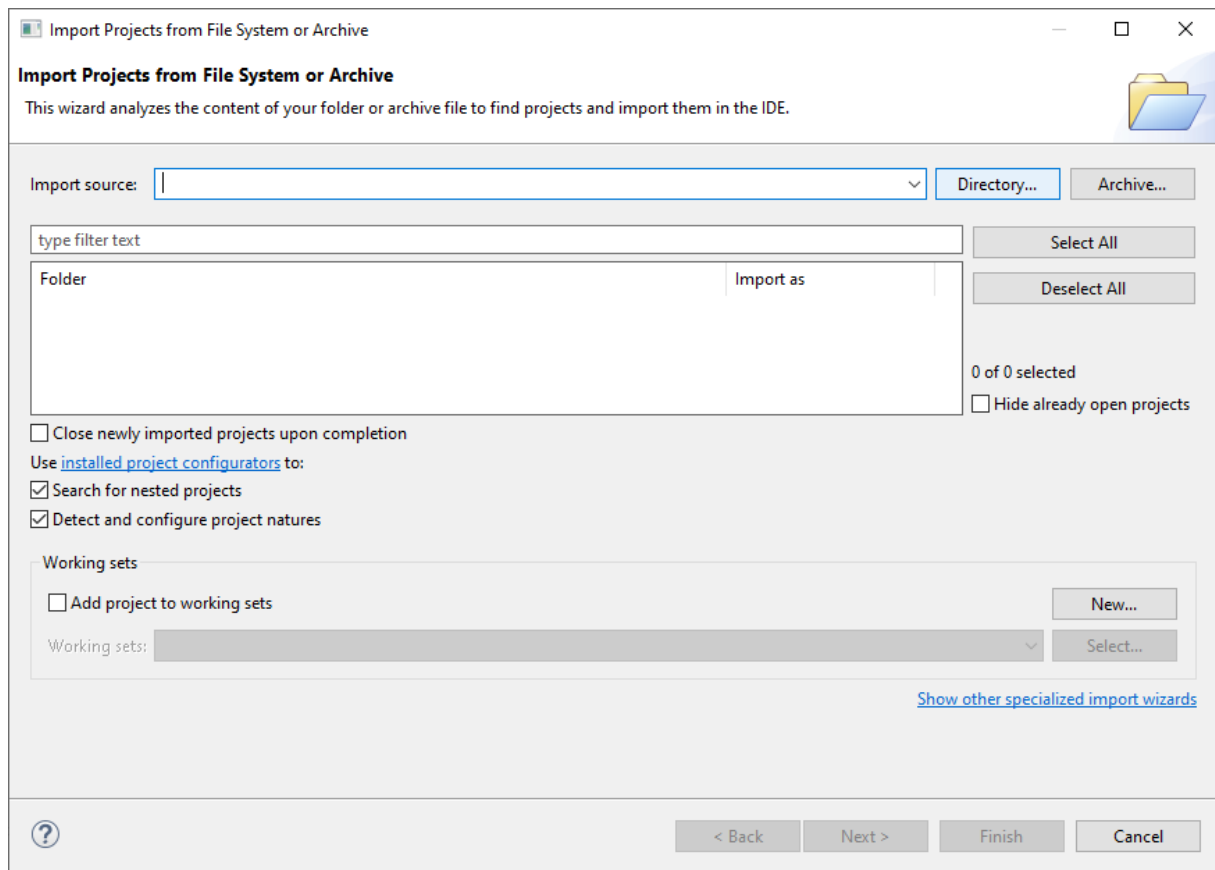 Import Projects from File System or Archive
Import Projects from File System or Archive
This wizard analyzes the content of your folder or archive file to find projects and import them in the IDE.
Import source: Directory... Archive...
type filter text Select All
Folder Import as
Deselect All
0 of 0 selected
Hide already open projects
Close newly imported projects upon completion
Use installed project configurators to:
Search for nested projects
Detect and configure project natures
Working sets
Add project to working sets New...
Working sets: Select...
Show other specialized import wizards
? < Back Next > Finish Cancel